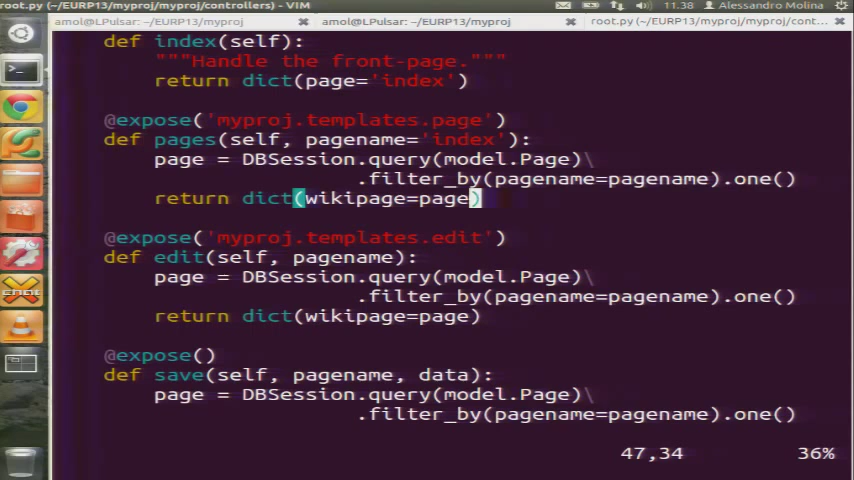 root.py (~/EURP13/myproj/myproj/controllers) - VIM
11.38 Alessandro Molina
amol@LPulsar: ~/EURP13/myproj
amol@LPulsar: ~/EURP13/myproj
root.py (~/EURP13/myproj/myproj/cont...
def index(self):
"""Handle the front-page."""
return dict(page='index')
@expose('myproj.templates.page')
def pages(self, pagename='index'):
page = DBSession.query(model.Page)\
.filter_by(pagename=pagename).one()
return dict(wikipage=page)
@expose('myproj.templates.edit')
def edit(self, pagename):
page = DBSession.query(model.Page)\
.filter_by(pagename=pagename).one()
return dict(wikipage=page)
@expose()
def save(self, pagename, data):
page = DBSession.query(model.Page)\
.filter_by(pagename=pagename).one()
47,34 36%